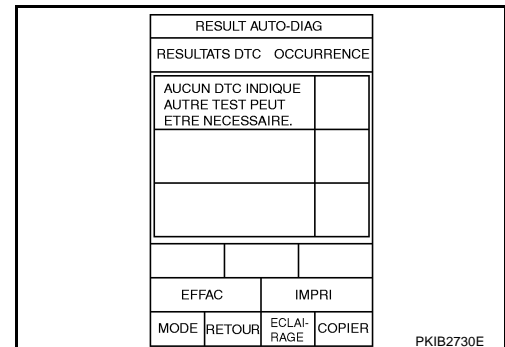 RESULT AUTO-DIAG
RESULTATS DTC OCCURRENCE
AUCUN DTC INDIQUE
AUTRE TEST PEUT
ETRE NECESSAIRE.
EFFAC IMPRI
MODE RETOUR ECLAI-
RAGE COPIER
PKIB2730E